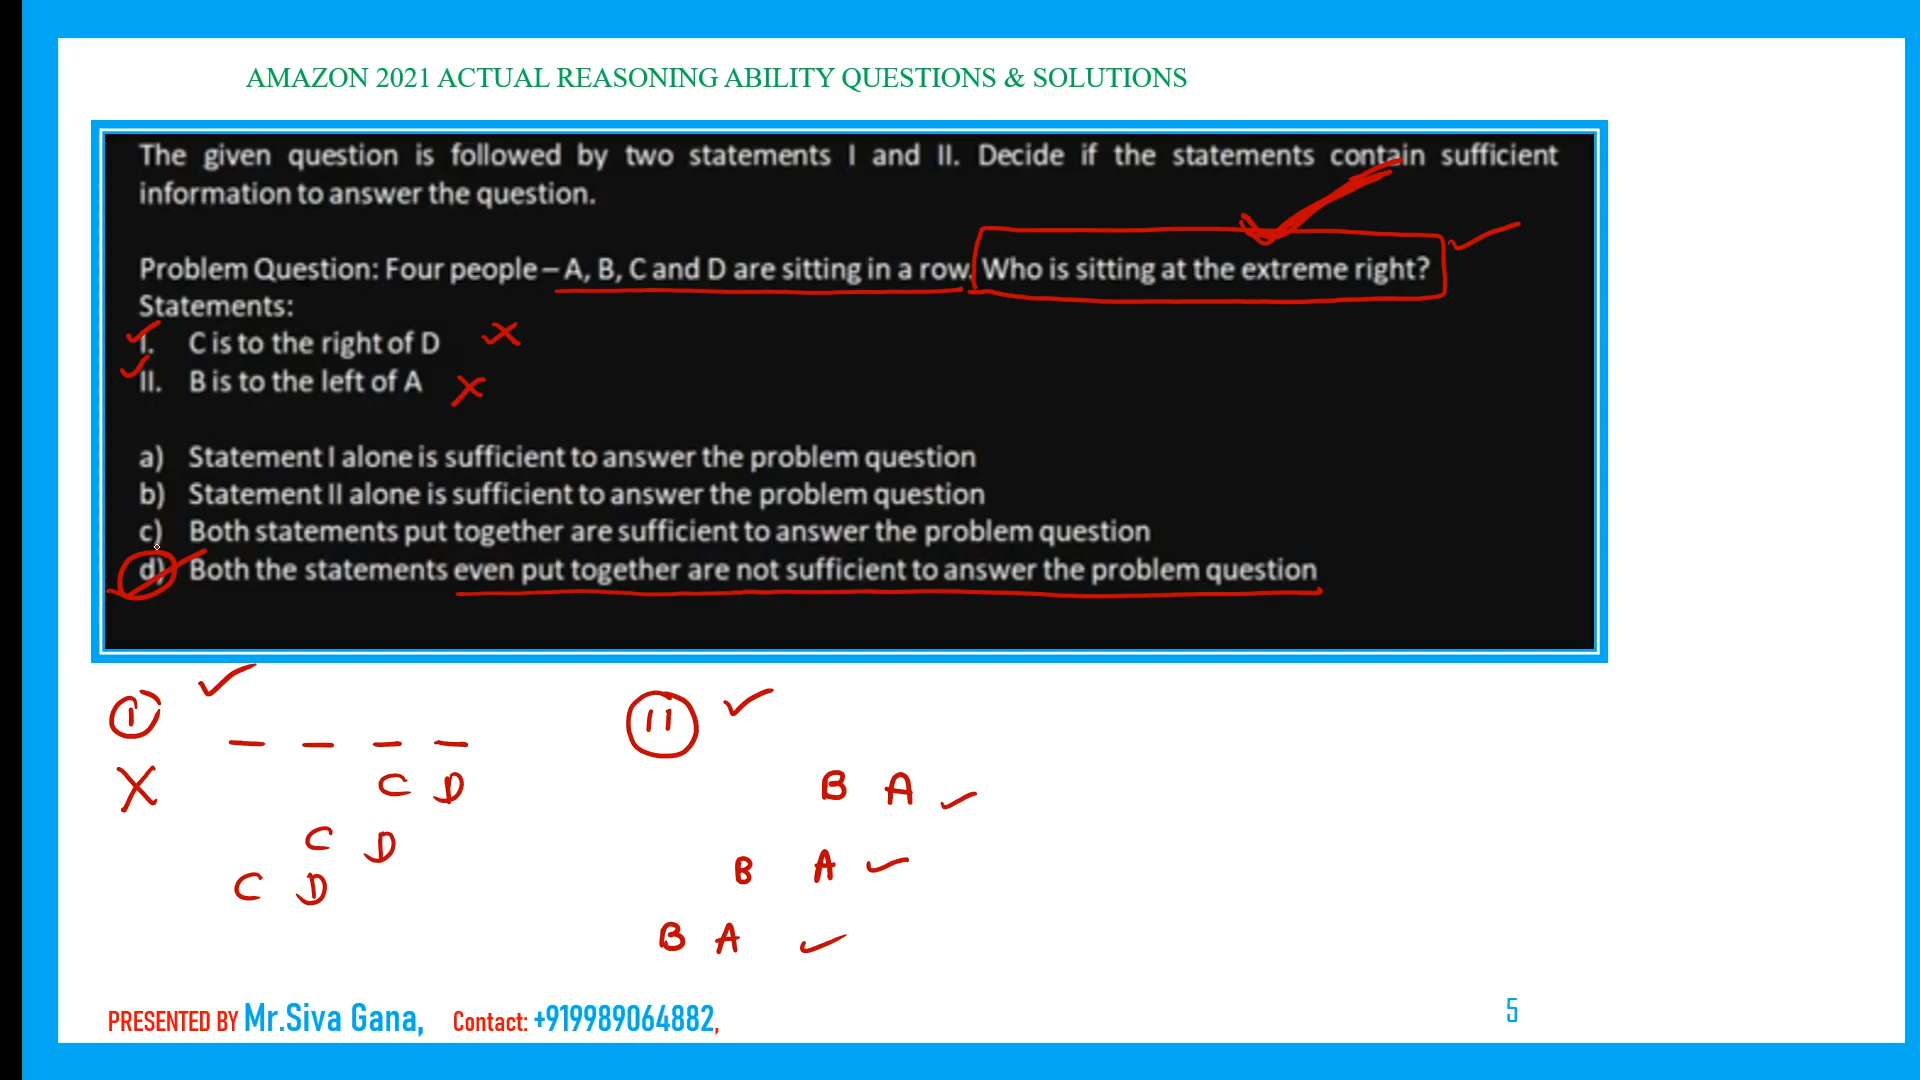 AMAZON 2021 ACTUAL REASONING ABILITY QUESTIONS & SOLUTIONS
The given question is followed by two statements I and II. Decide if the statements contain sufficient
information to answer the question.
Problem Question: Four people – A, B, C and D are sitting in a row. Who is sitting at the extreme right?
Statements:
I. C is to the right of D
II. B is to the left of A
a) Statement I alone is sufficient to answer the problem question
b) Statement II alone is sufficient to answer the problem question
c) Both statements put together are sufficient to answer the problem question
d) Both the statements even put together are not sufficient to answer the problem question
I II
C D B A
C D B A
C D B A
PRESENTED BY Mr.Siva Gana, Contact: +919989064882,
5